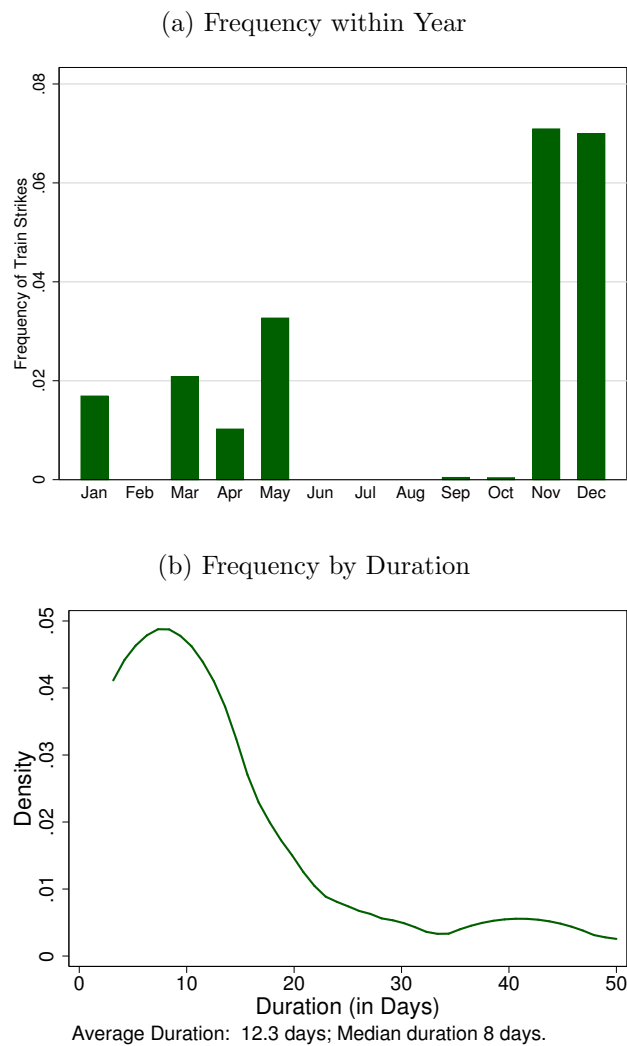 (a) Frequency within Year
Frequency of Train Strikes
.08
.06
.04
.02
0
Jan Feb Mar Apr May Jun Jul Aug Sep Oct Nov Dec
(b) Frequency by Duration
Density
.05
.04
.03
.02
.01
0
0 10 20 30 40 50
Duration (in Days)
Average Duration: 12.3 days; Median duration 8 days.